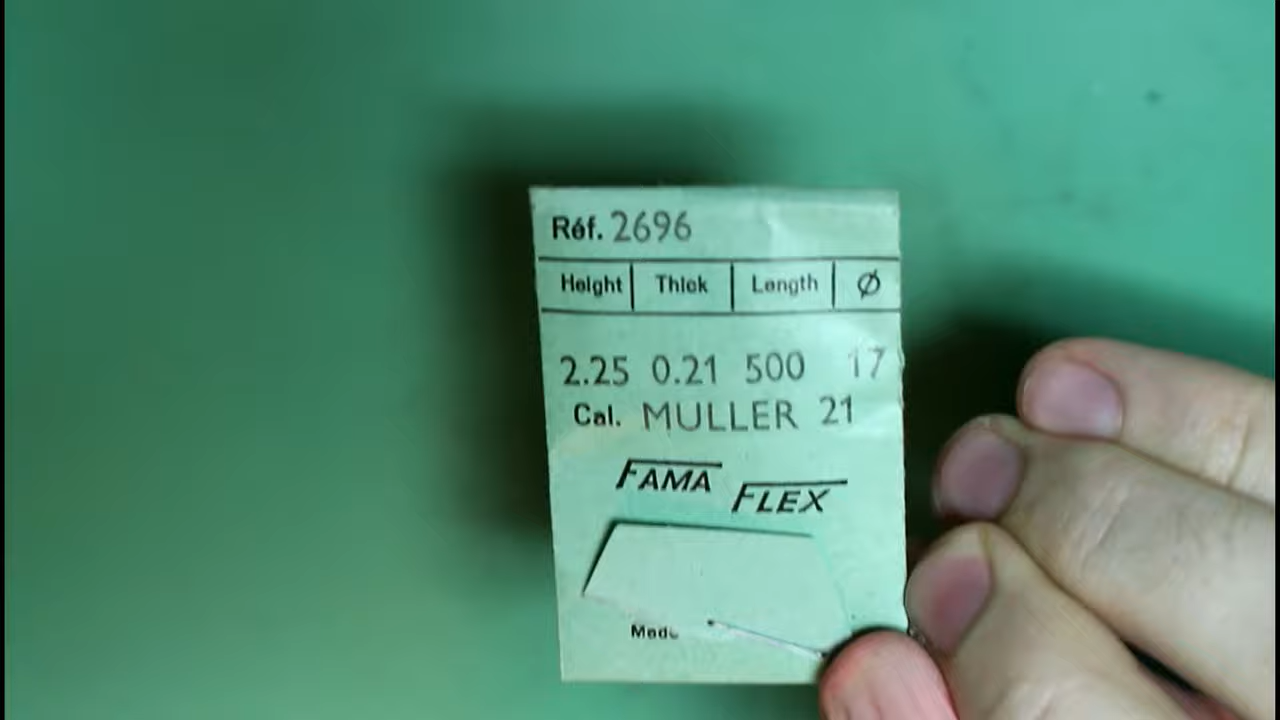 Réf. 2696
Height Thick Length Ø
2.25 0.21 500 17
Cal. MULLER 21
FAMA FLEX
Made